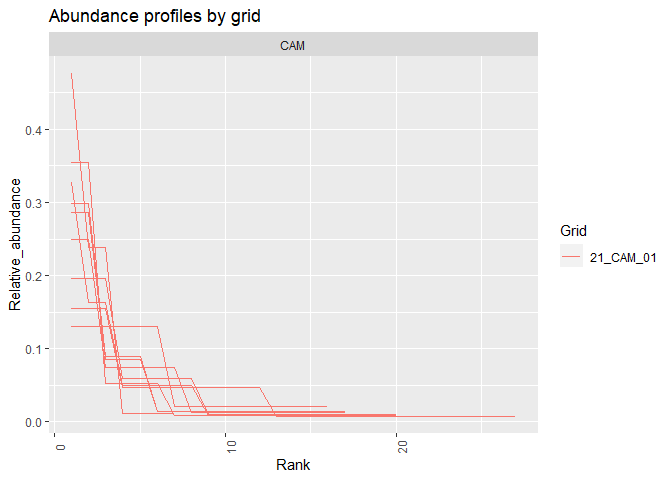 Abundance profiles by grid
CAM
Relative_abundance
0.4
0.3
0.2
0.1
0.0
0
10
20
Rank
Grid
21_CAM_01